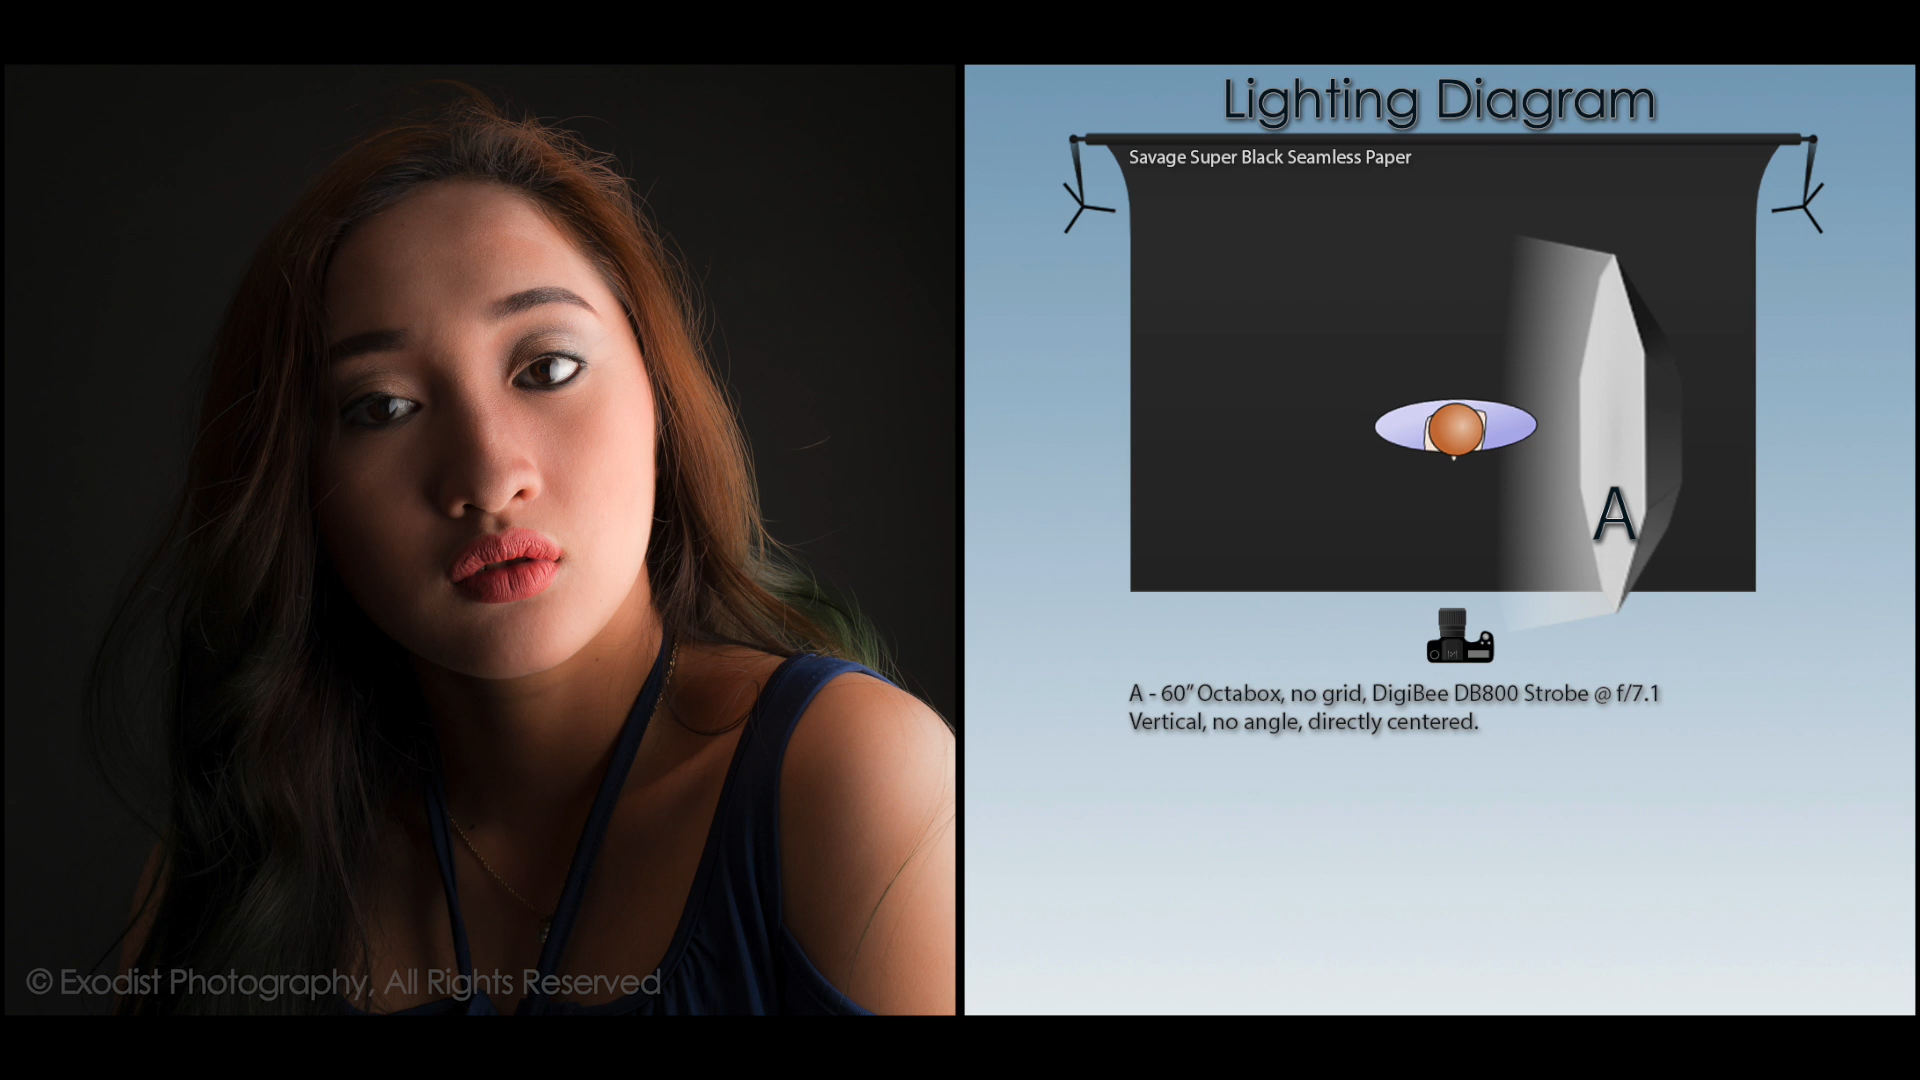 Lighting Diagram
Savage Super Black Seamless Paper
A
A - 60" Octabox, no grid, DigiBee DB800 Strobe @ f/7.1
Vertical, no angle, directly centered.
© Exodist Photography, All Rights Reserved